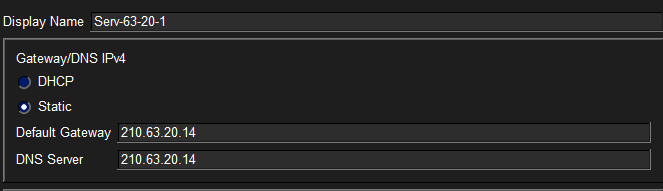 Display Name Serv-63-20-1
Gateway/DNS IPv4
DHCP
Static
Default Gateway 210.63.20.14
DNS Server 210.63.20.14